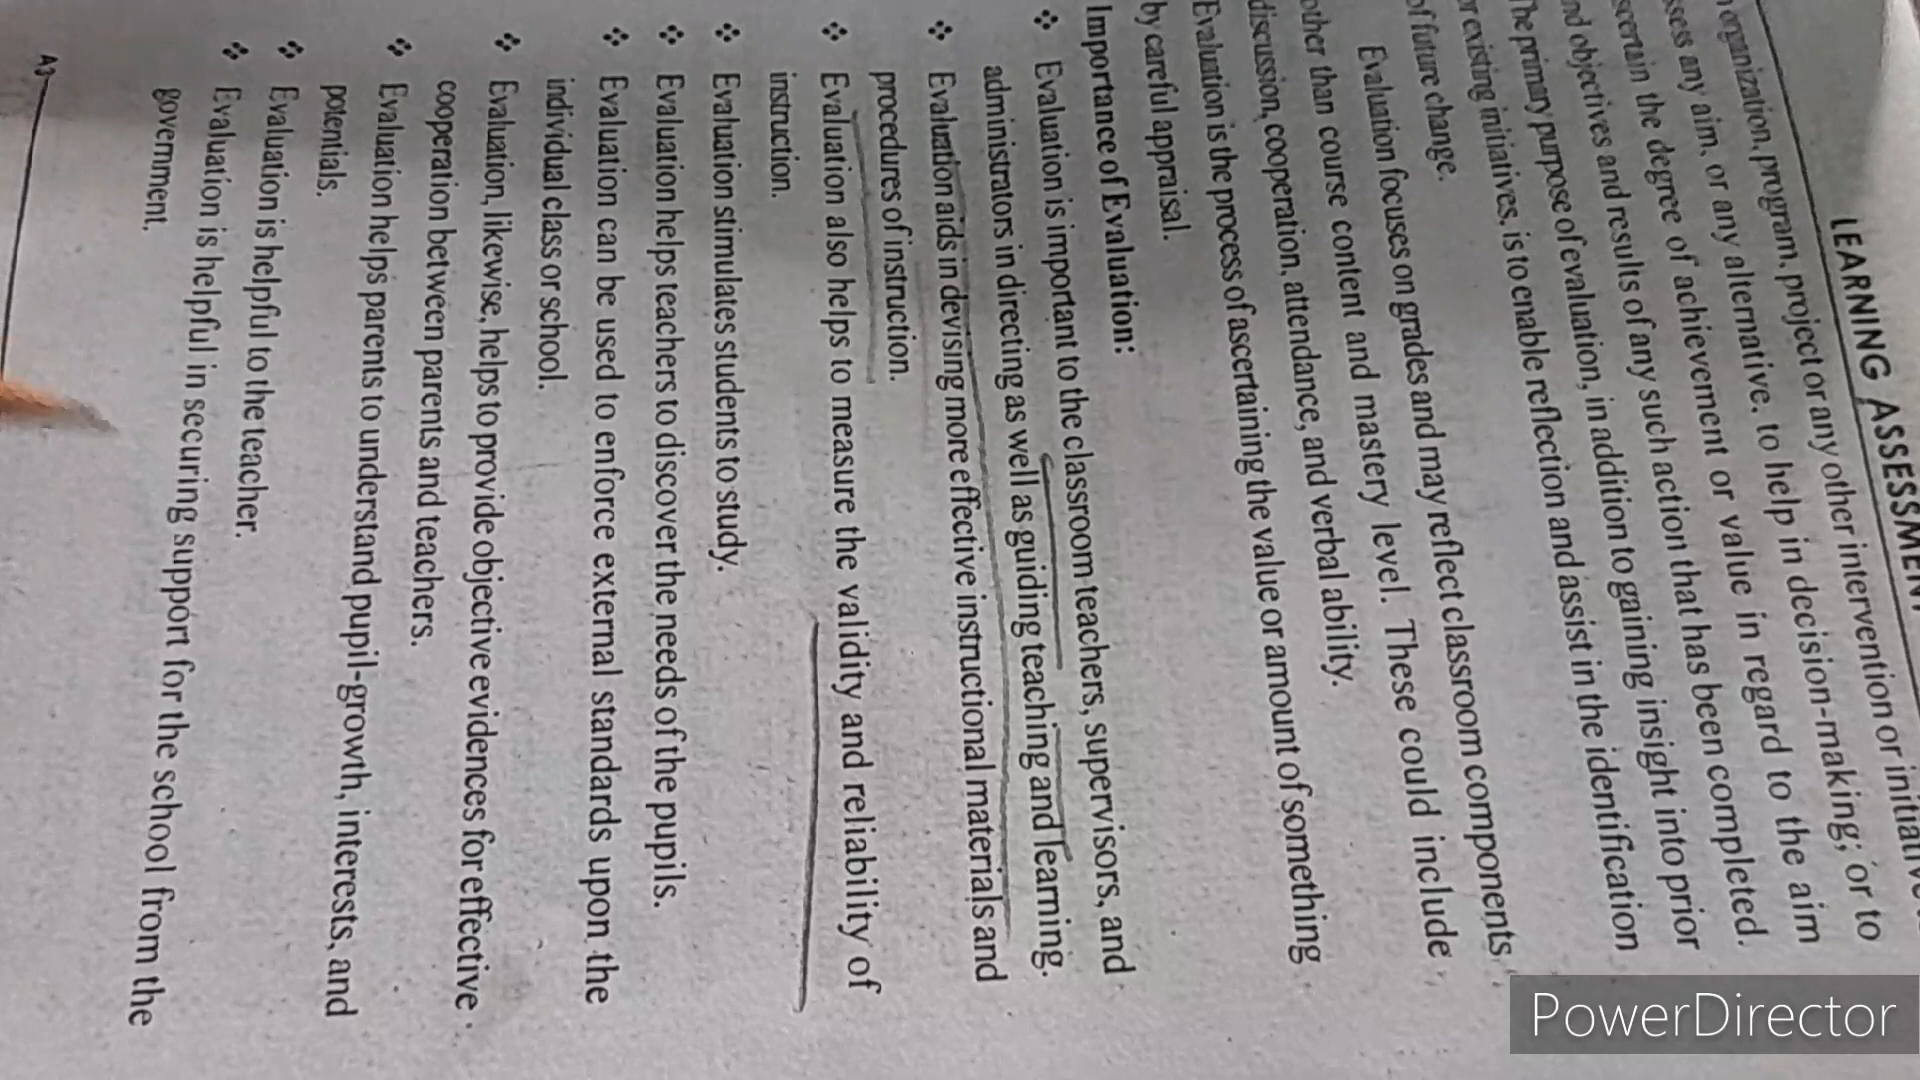 LEARNING ASSESSMENT
organization, program, project or any other intervention or
any aim, or any alternative, to help in decision-making; or to
the degree of achievement or value in regard to the aim
objectives and results of any such action that has been completed.
The primary purpose of evaluation, in addition to gaining insight into prior
or existing initiatives, is to enable reflection and assist in the identification
of future change.
Evaluation focuses on grades and may reflect classroom components
other than course content and mastery level. These could include
discussion, cooperation, attendance, and verbal ability.
Evaluation is the process of ascertaining the value or amount of something
by careful appraisal.
Importance of Evaluation:
❖ Evaluation is important to the classroom teachers, supervisors, and
administrators in directing as well as guiding teaching and learning.
❖ Evaluation aids in devising more effective instructional materials and
procedures of instruction.
❖ Evaluation also helps to measure the validity and reliability of
instruction.
❖ Evaluation stimulates students to study.
❖ Evaluation helps teachers to discover the needs of the pupils.
❖ Evaluation can be used to enforce external standards upon the
individual class or school.
❖ Evaluation, likewise, helps to provide objective evidences for effective
cooperation between parents and teachers.
❖ Evaluation helps parents to understand pupil-growth, interests, and
potentials.
❖ Evaluation is helpful to the teacher.
❖ Evaluation is helpful in securing support for the school from the
government.
PowerDirector